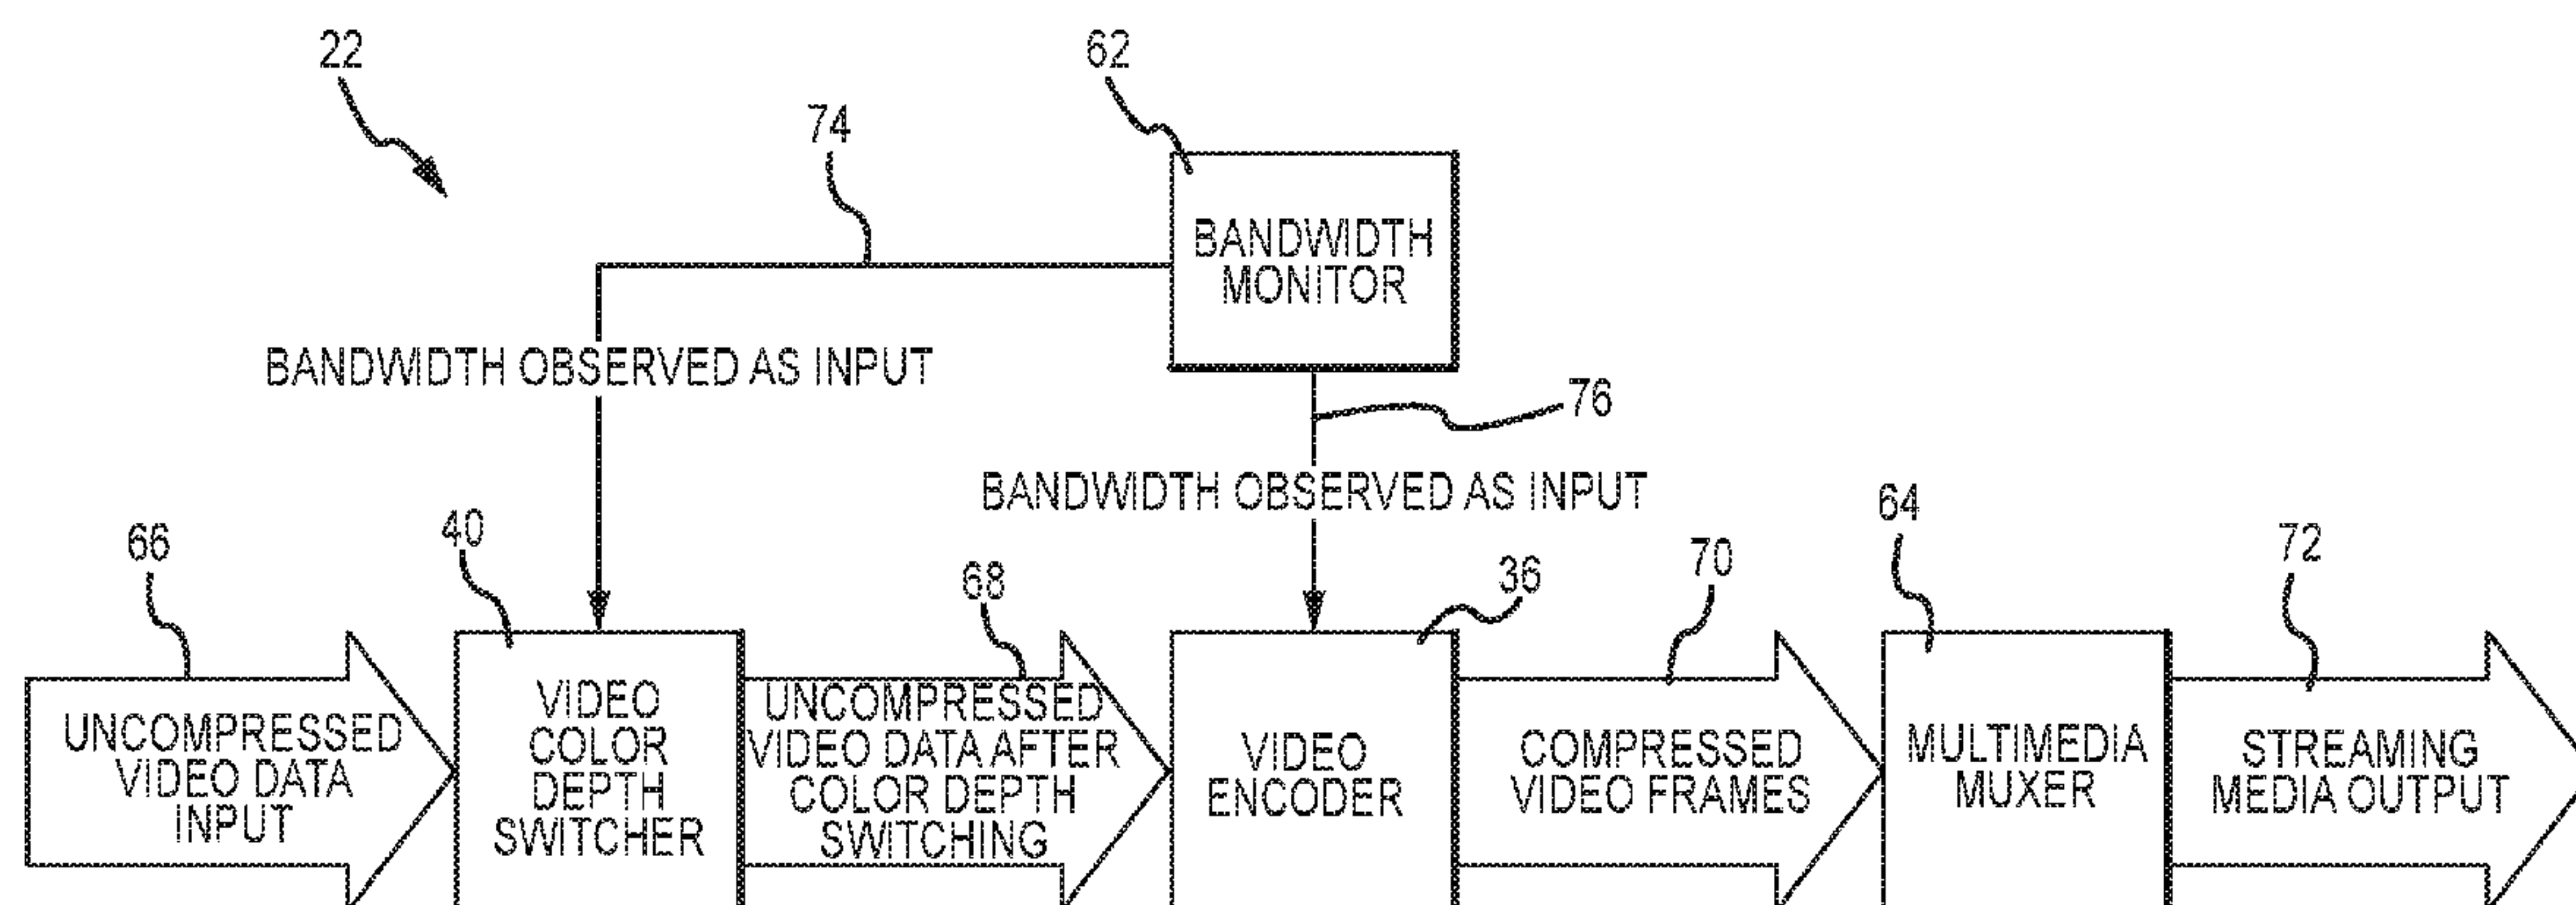 22
62
74
BANDWIDTH
MONITOR
BANDWIDTH OBSERVED AS INPUT
76
BANDWIDTH OBSERVED AS INPUT
66
40
68
36
70
64
72
UNCOMPRESSED
VIDEO DATA
INPUT
VIDEO
COLOR
DEPTH
SWITCHER
UNCOMPRESSED
VIDEO DATA AFTER
COLOR DEPTH
SWITCHING
VIDEO
ENCODER
COMPRESSED
VIDEO FRAMES
MULTIMEDIA
MUXER
STREAMING
MEDIA OUTPUT